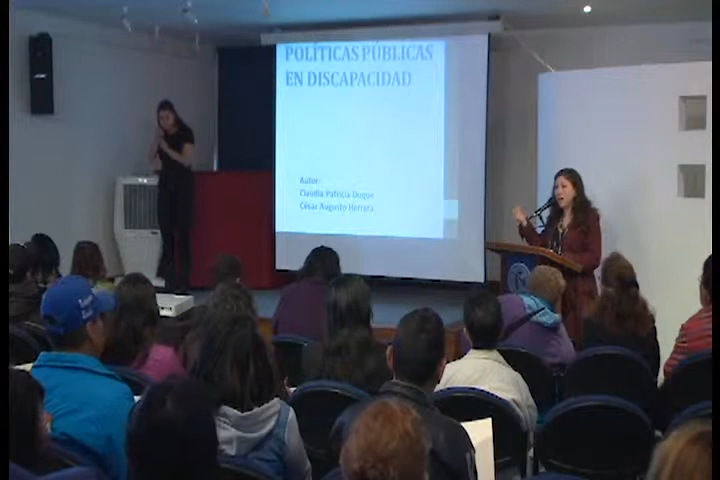 POLÍTICAS PÚBLICAS
EN DISCAPACIDAD
Autor:
Claudia Patricia Duque
César Augusto Herrera